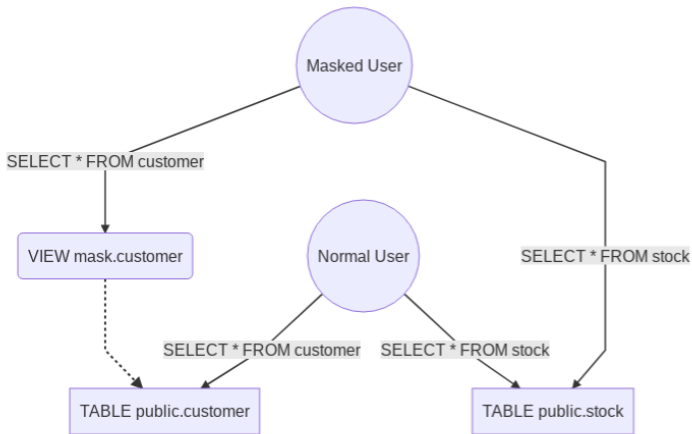 Masked User
SELECT * FROM customer
VIEW mask.customer
Normal User
SELECT * FROM stock
SELECT * FROM customer
SELECT * FROM stock
TABLE public.customer
TABLE public.stock